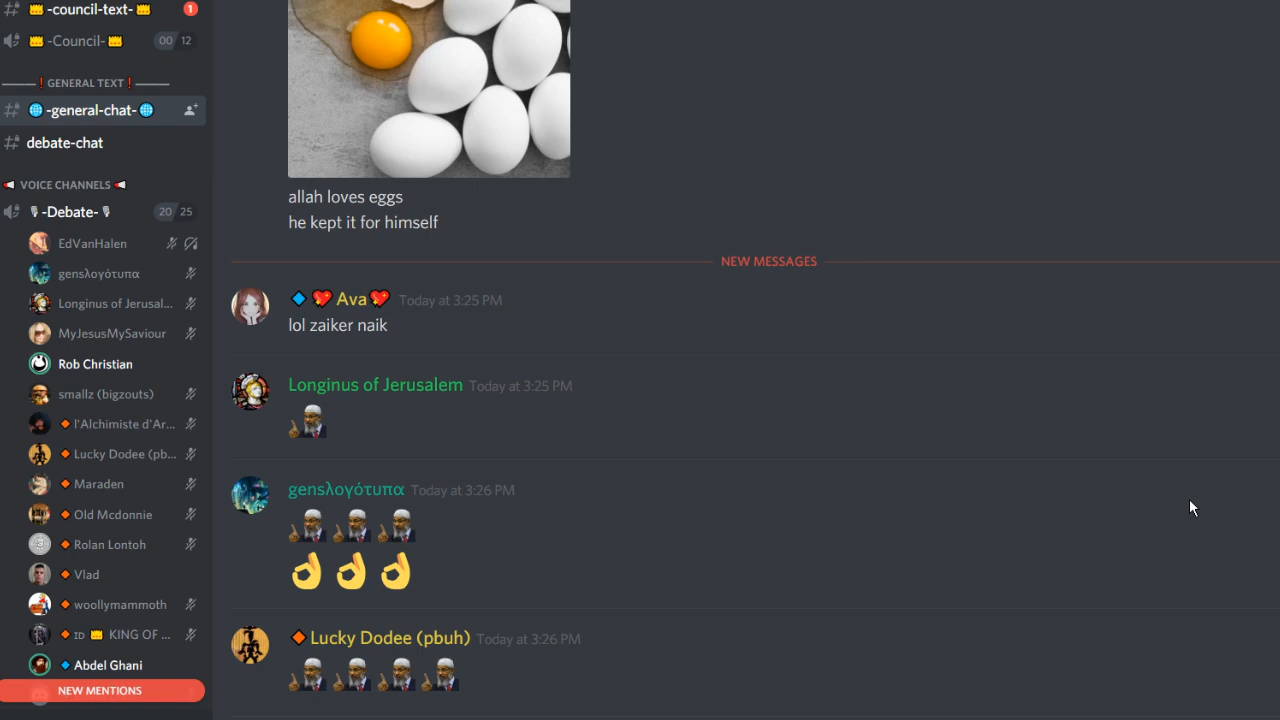 -council-text-
1
-Council-
00 12
GENERAL TEXT
-general-chat-
debate-chat
VOICE CHANNELS
-Debate-
20 25
EdVanHalen
gensλογότυπα
Longinus of Jerusal...
MyJesusMySaviour
Rob Christian
smallz (bigzouts)
l'Alchimiste d'Ar...
Lucky Dodee (pb...
Maraden
Old Mcdonnie
Rolan Lontoh
Vlad
woollymammoth
ID KING OF ...
Abdel Ghani
NEW MENTIONS
allah loves eggs
he kept it for himself
NEW MESSAGES
Ava Today at 3:25 PM
lol zaiker naik
Longinus of Jerusalem Today at 3:25 PM
gensλογότυπα Today at 3:26 PM
Lucky Dodee (pbuh) Today at 3:26 PM